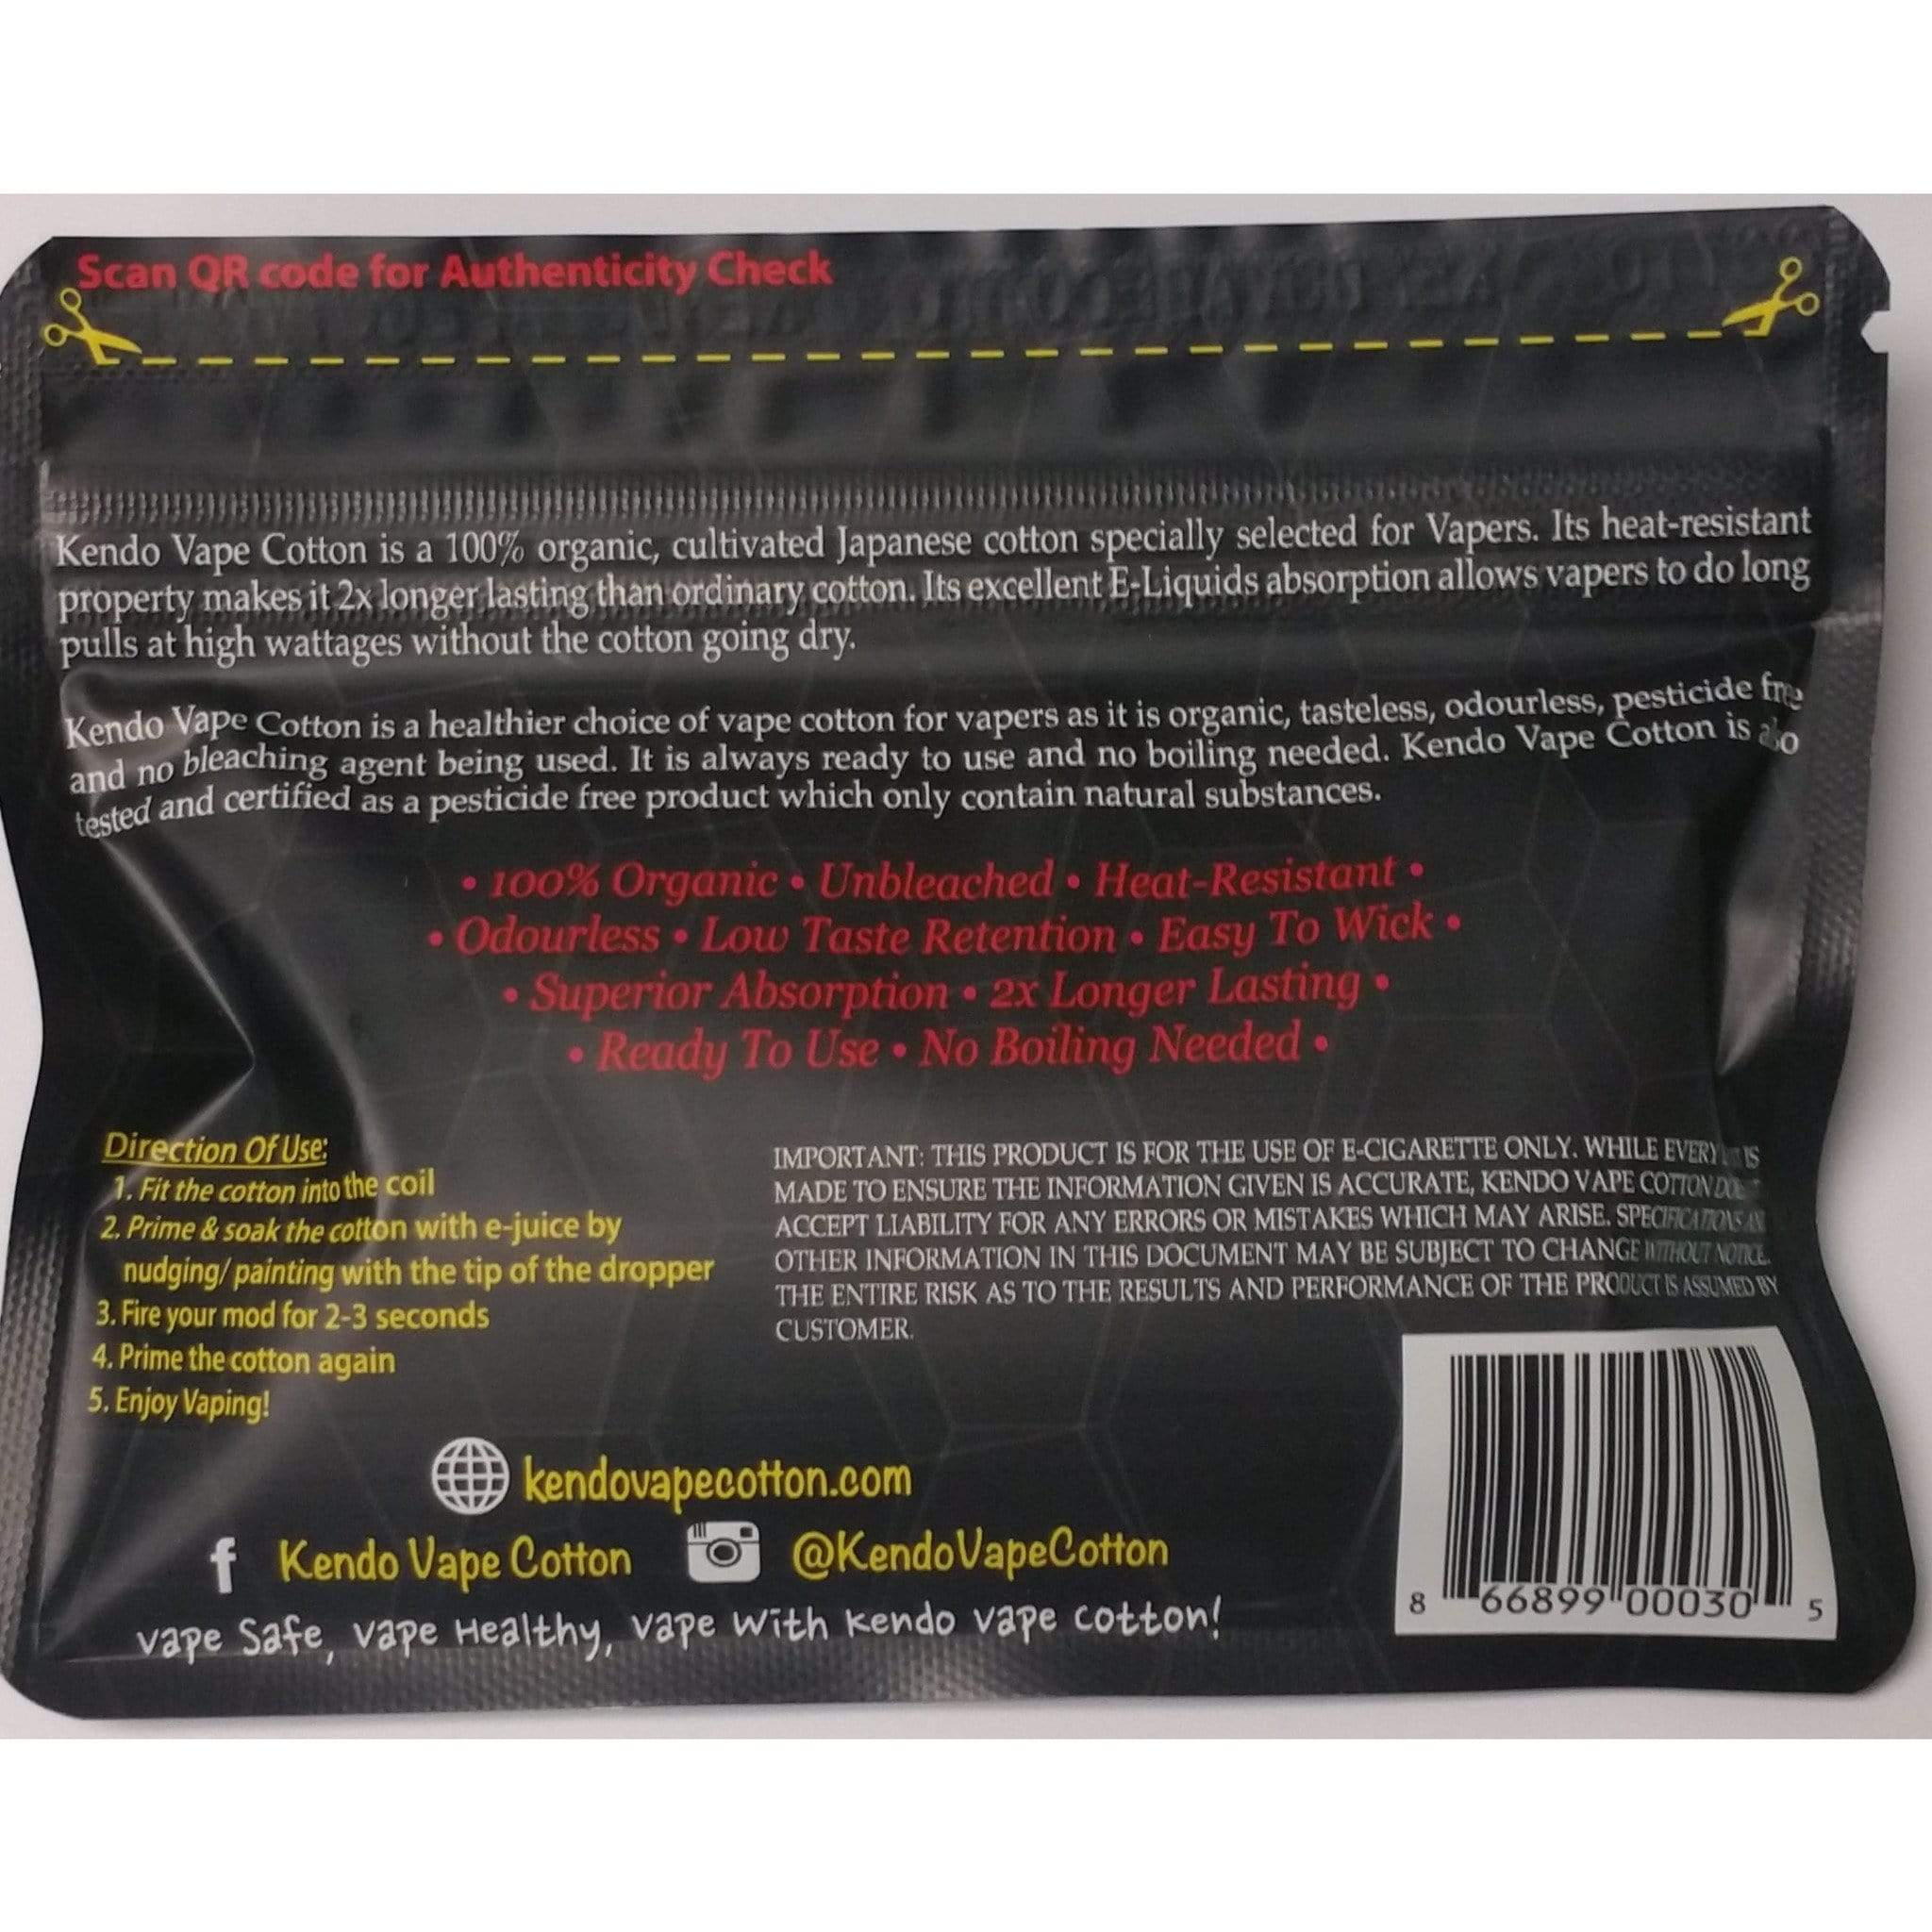 Scan QR code for Authenticity Check
Kendo Vape Cotton is a 100% organic, cultivated Japanese cotton specially selected for Vapers. Its heat-resistant
property makes it 2x longer lasting than ordinary cotton. Its excellent E-Liquids absorption allows vapers to do long
pulls at high wattages without the cotton going dry.
Kendo Vape Cotton is a healthier choice of vape cotton for vapers as it is organic, tasteless, odourless, pesticide free
and no bleaching agent being used. It is always ready to use and no boiling needed. Kendo Vape Cotton is also
tested and certified as a pesticide free product which only contain natural substances.
• 100% Organic • Unbleached • Heat-Resistant •
• Odourless • Low Taste Retention • Easy To Wick •
• Superior Absorption • 2x Longer Lasting •
• Ready To Use • No Boiling Needed •
Direction Of Use:
1. Fit the cotton into the coil
2. Prime & soak the cotton with e-juice by
nudging/ painting with the tip of the dropper
3. Fire your mod for 2-3 seconds
4. Prime the cotton again
5. Enjoy Vaping!
IMPORTANT: THIS PRODUCT IS FOR THE USE OF E-CIGARETTE ONLY. WHILE EVERY IS
MADE TO ENSURE THE INFORMATION GIVEN IS ACCURATE, KENDO VAPE COTTON
ACCEPT LIABILITY FOR ANY ERRORS OR MISTAKES WHICH MAY ARISE. SPECIFICATIONS
OTHER INFORMATION IN THIS DOCUMENT MAY BE SUBJECT TO CHANGE WITHOUT NOTICE.
THE ENTIRE RISK AS TO THE RESULTS AND PERFORMANCE OF THE PRODUCT IS ASSUMED BY
CUSTOMER.
kendovapecotton.com
f Kendo Vape Cotton @KendoVapeCotton
vape Safe, vape Healthy, vape With Kendo vape cotton!
8 66899 00030 5